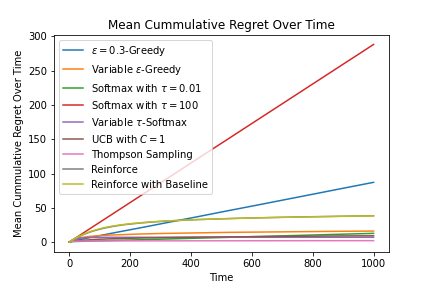 Mean Cummulative Regret Over Time
Mean Cummulative Regret Over Time
300
250
200
150
100
50
0
ε = 0.3-Greedy
Variable ε-Greedy
Softmax with τ = 0.01
Softmax with τ = 100
Variable τ-Softmax
UCB with C = 1
Thompson Sampling
Reinforce
Reinforce with Baseline
0 200 400 600 800 1000
Time